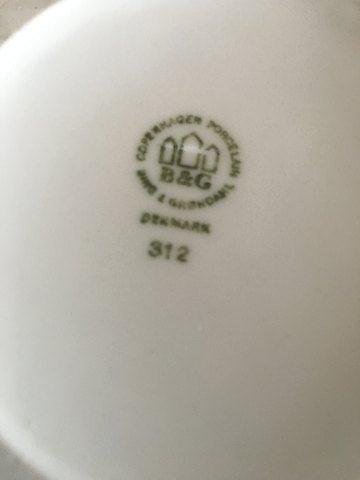 COPENHAGEN PORCELAIN
B&G
BING & GRØNDAHL
DENMARK
312